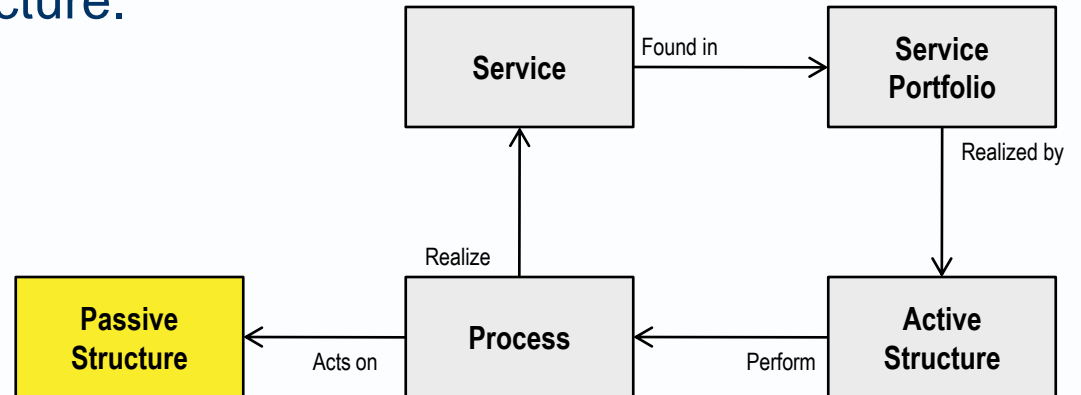 cture.
Service
Found in
Service
Portfolio
Realized by
Realize
Passive
Structure
Acts on
Process
Perform
Active
Structure